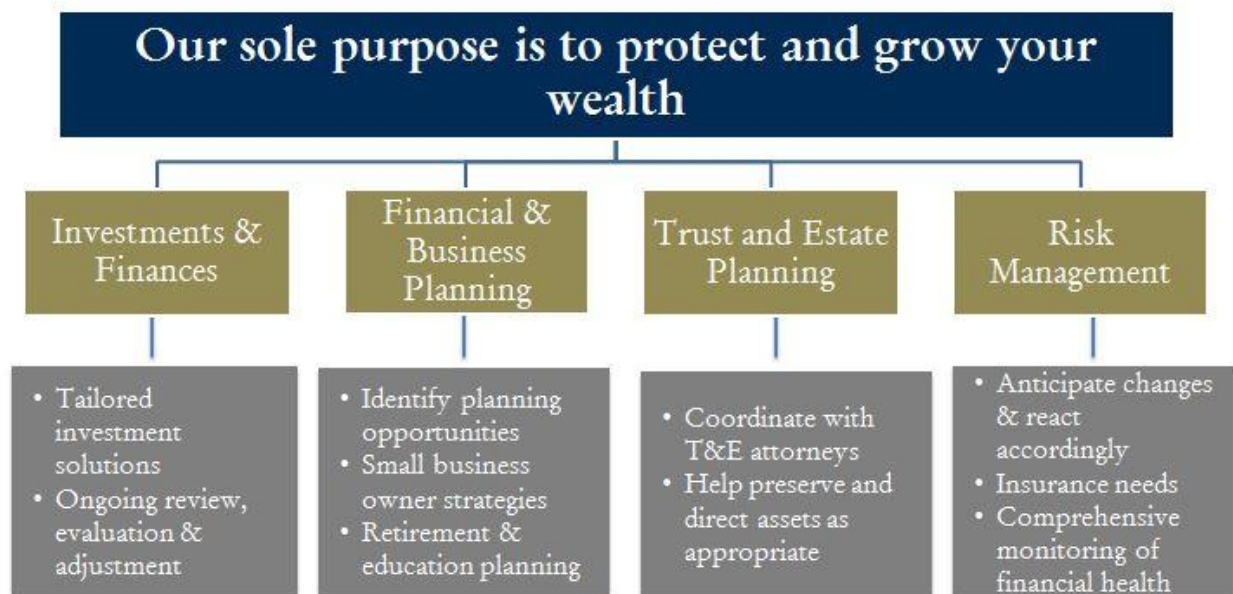 Our sole purpose is to protect and grow your
wealth
Investments &
Finances
Financial &
Business
Planning
Trust and Estate
Planning
Risk
Management
• Tailored
investment
solutions
• Ongoing review,
evaluation &
adjustment
• Identify planning
opportunities
• Small business
owner strategies
• Retirement &
education planning
• Coordinate with
T&E attorneys
• Help preserve and
direct assets as
appropriate
• Anticipate changes
& react
accordingly
• Insurance needs
• Comprehensive
monitoring of
financial health